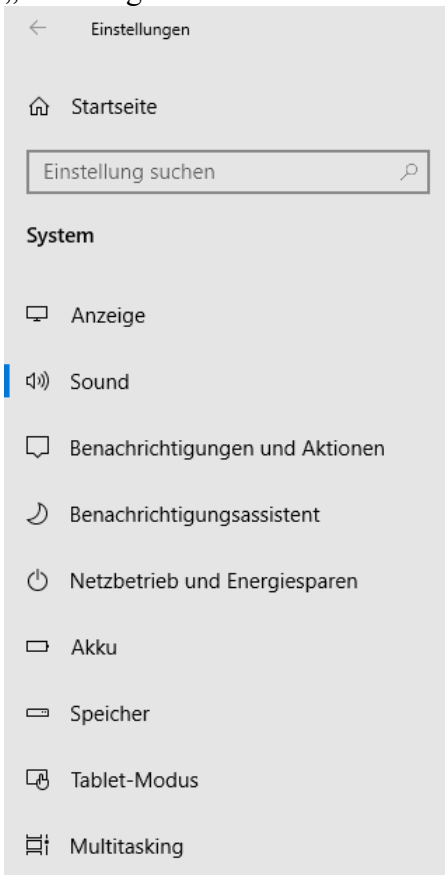 Einstellungen
Startseite
Einstellung suchen
System
Anzeige
Sound
Benachrichtigungen und Aktionen
Benachrichtigungsassistent
Netzbetrieb und Energiesparen
Akku
Speicher
Tablet-Modus
Multitasking